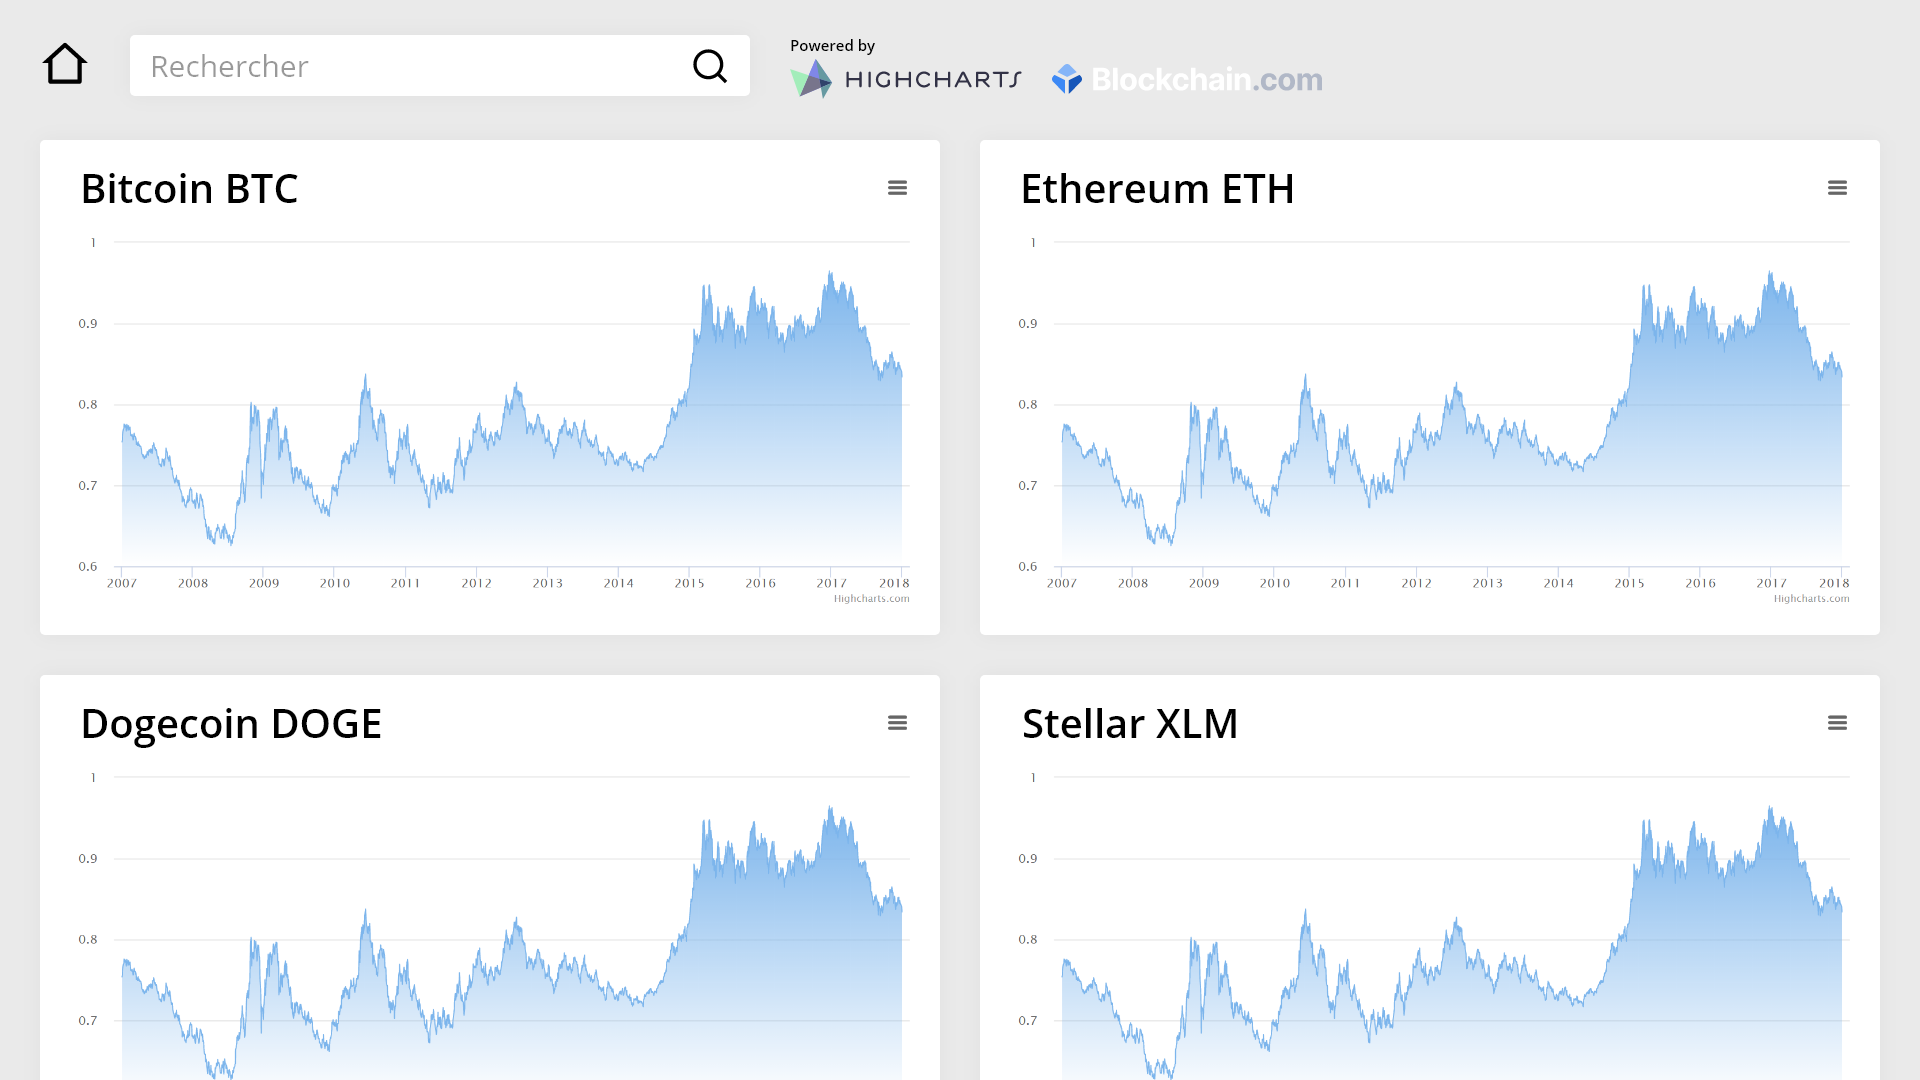 Rechercher
Powered by
HIGHCHARTS
Blockchain.com
Bitcoin BTC
1
0.9
0.8
0.7
0.6
2007 2008 2009 2010 2011 2012 2013 2014 2015 2016 2017 2018
Highcharts.com
Ethereum ETH
1
0.9
0.8
0.7
0.6
2007 2008 2009 2010 2011 2012 2013 2014 2015 2016 2017 2018
Highcharts.com
Dogecoin DOGE
1
0.9
0.8
0.7
Stellar XLM
1
0.9
0.8
0.7